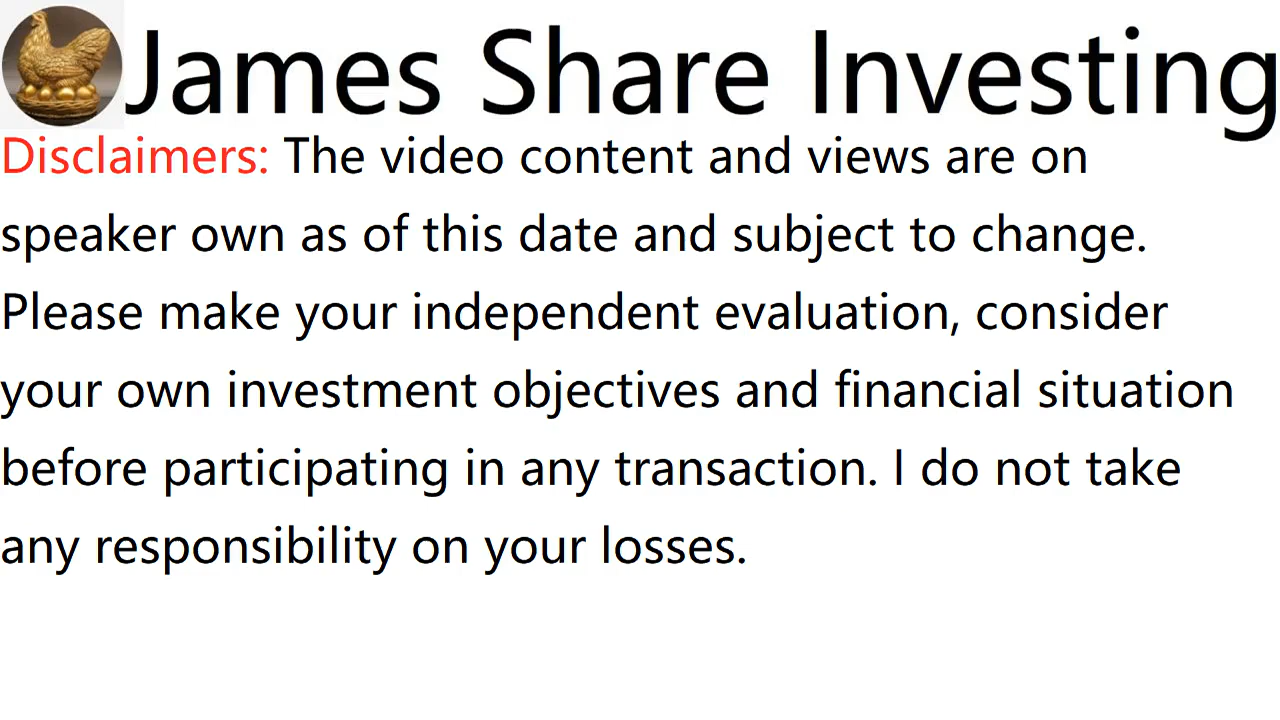 James Share Investing
Disclaimers: The video content and views are on
speaker own as of this date and subject to change.
Please make your independent evaluation, consider
your own investment objectives and financial situation
before participating in any transaction. I do not take
any responsibility on your losses.